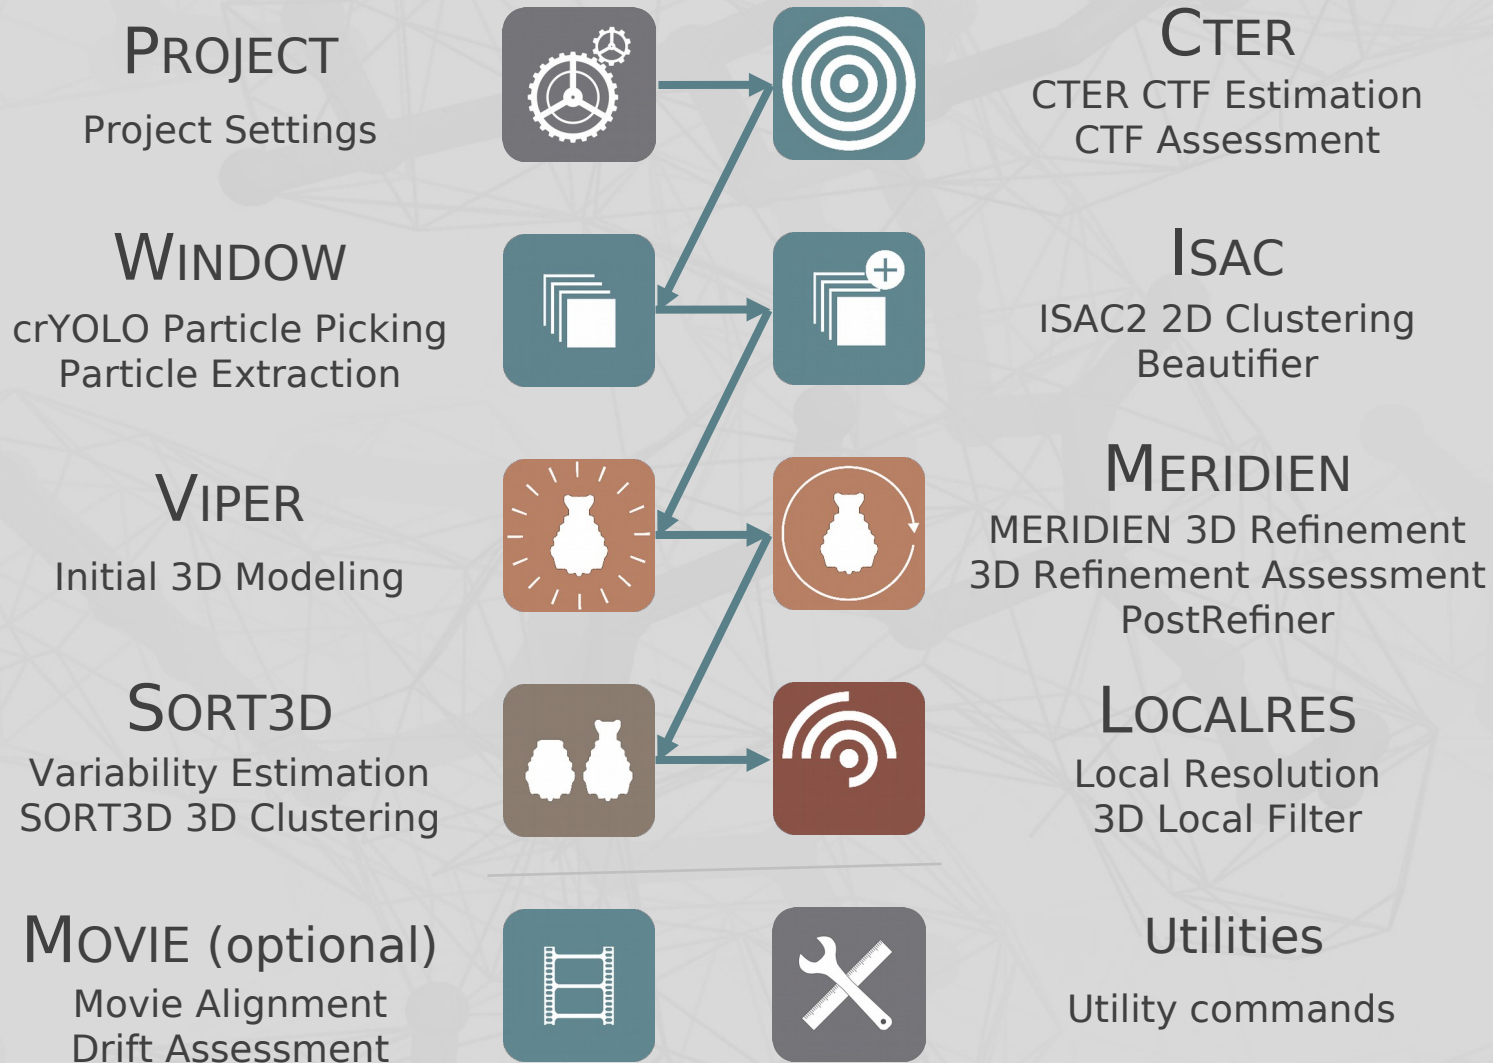 PROJECT
Project Settings
CTER
CTER CTF Estimation
CTF Assessment
WINDOW
crYOLO Particle Picking
Particle Extraction
ISAC
ISAC2 2D Clustering
Beautifier
VIPER
Initial 3D Modeling
MERIDIEN
MERIDIEN 3D Refinement
3D Refinement Assessment
PostRefiner
SORT3D
Variability Estimation
SORT3D 3D Clustering
LOCALRES
Local Resolution
3D Local Filter
MOVIE (optional)
Movie Alignment
Drift Assessment
Utilities
Utility commands